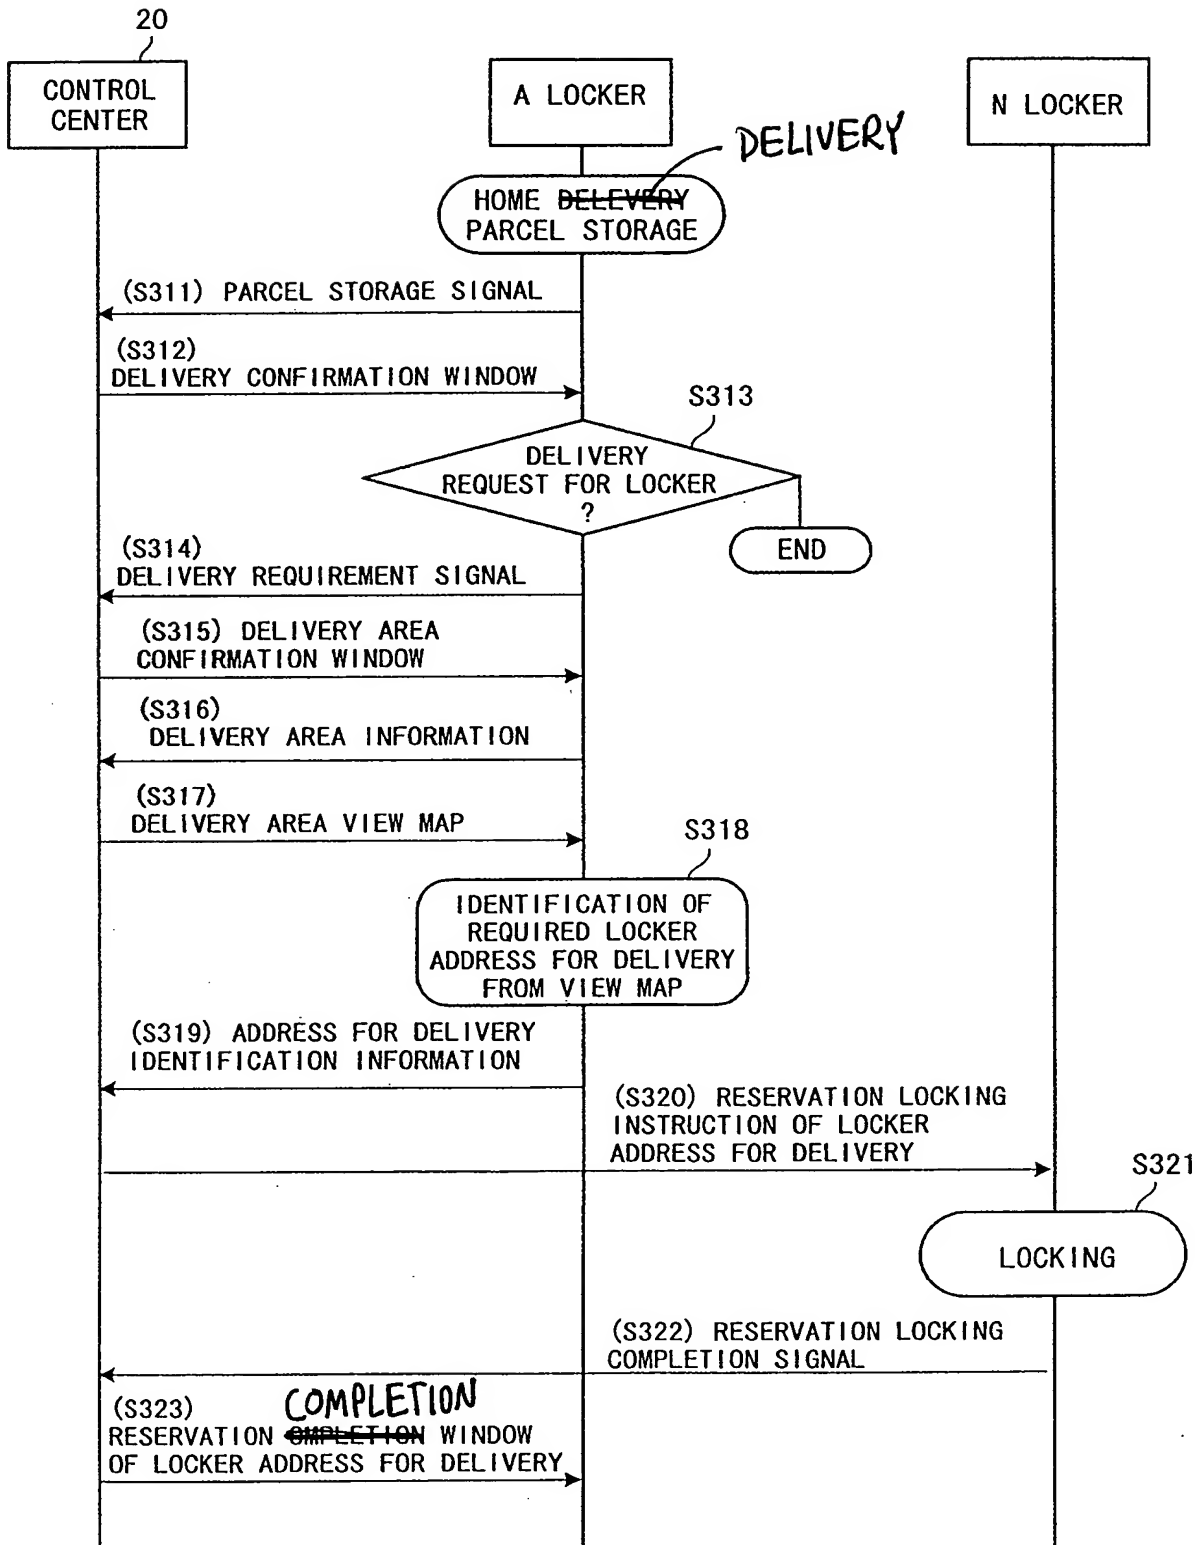 20
CONTROL
CENTER
A LOCKER
N LOCKER
DELIVERY
HOME DELEVERY
PARCEL STORAGE
(S311) PARCEL STORAGE SIGNAL
(S312)
DELIVERY CONFIRMATION WINDOW
S313
DELIVERY
REQUEST FOR LOCKER
?
END
(S314)
DELIVERY REQUIREMENT SIGNAL
(S315) DELIVERY AREA
CONFIRMATION WINDOW
(S316)
DELIVERY AREA INFORMATION
(S317)
DELIVERY AREA VIEW MAP
S318
IDENTIFICATION OF
REQUIRED LOCKER
ADDRESS FOR DELIVERY
FROM VIEW MAP
(S319) ADDRESS FOR DELIVERY
IDENTIFICATION INFORMATION
(S320) RESERVATION LOCKING
INSTRUCTION OF LOCKER
ADDRESS FOR DELIVERY
S321
LOCKING
(S322) RESERVATION LOCKING
COMPLETION SIGNAL
COMPLETION
(S323)
RESERVATION OMPLETION WINDOW
OF LOCKER ADDRESS FOR DELIVERY